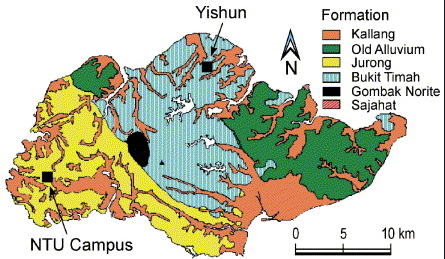 Yishun
Formation
Kallang
Old Alluvium
Jurong
Bukit Timah
Gombak Norite
Sajahat
N
NTU Campus
0 5 10 km